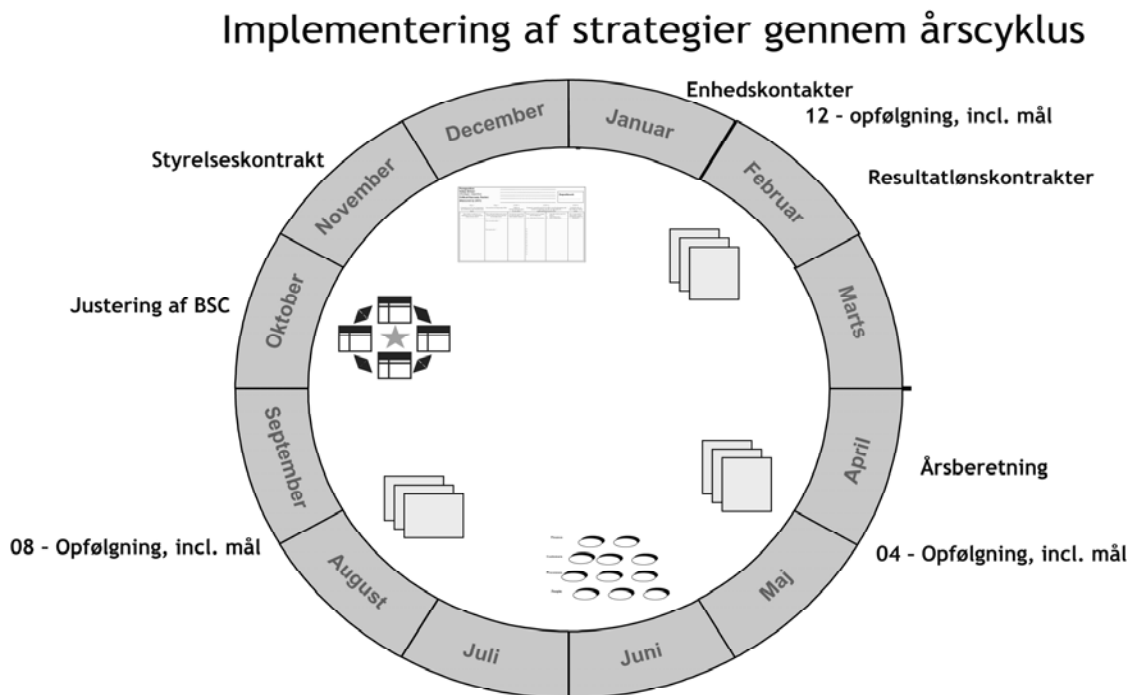 Implementering af strategier gennem årscyklus
Enhedskontakter
12 - opfølgning, incl. mål
Resultatlønskontrakter
Årsberetning
04 - Opfølgning, incl. mål
08 - Opfølgning, incl. mål
Justering af BSC
Styrelseskontrakt
Januar
Februar
Marts
April
Maj
Juni
Juli
August
September
Oktober
November
December